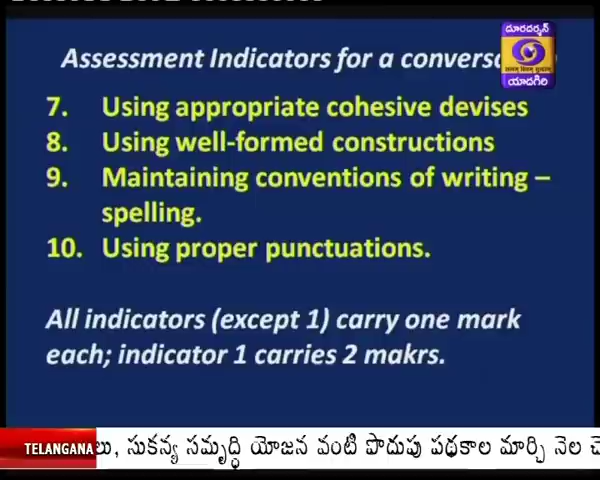 దూరదర్శన్
యాదగిరి
Assessment Indicators for a conversa
7. Using appropriate cohesive devises
8. Using well-formed constructions
9. Maintaining conventions of writing –
spelling.
10. Using proper punctuations.
All indicators (except 1) carry one mark
each; indicator 1 carries 2 makrs.
TELANGANA లు, సుకన్య సమృద్ధి యోజన వంటి పొదుపు పథకాల మార్చి నెల